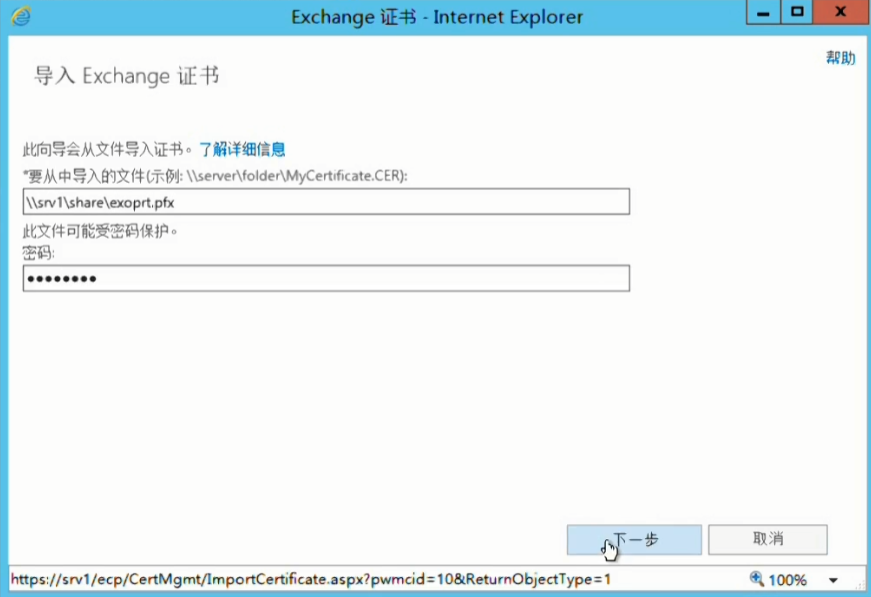 Exchange 证书 - Internet Explorer
帮助
导入 Exchange 证书
此向导会从文件导入证书。了解详细信息
*要从中导入的文件(示例: \\server\folder\MyCertificate.CER):
\\srv1\share\exoprt.pfx
此文件可能受密码保护。
密码:
••••••••
下一步 取消
https://srv1/ecp/CertMgmt/ImportCertificate.aspx?pwmcid=10&ReturnObjectType=1 100%